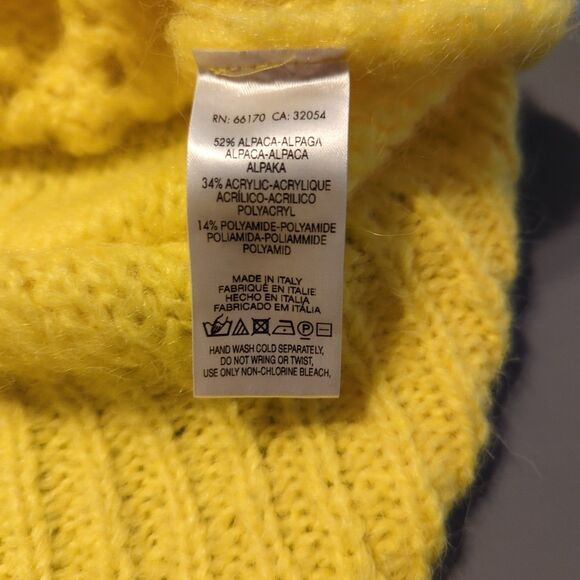 RN: 66170 CA: 32054
52% ALPACA-ALPAGA
ALPACA-ALPACA
ALPAKA
34% ACRYLIC-ACRYLIQUE
ACRÍLICO-ACRILICO
POLYACRYL
14% POLYAMIDE-POLYAMIDE
POLIAMIDA-POLIAMMIDE
POLYAMID
MADE IN ITALY
FABRIQUÉ EN ITALIE
HECHO EN ITALIA
FABRICADO EM ITÁLIA
P
HAND WASH COLD SEPARATELY,
DO NOT WRING OR TWIST,
USE ONLY NON-CHLORINE BLEACH,